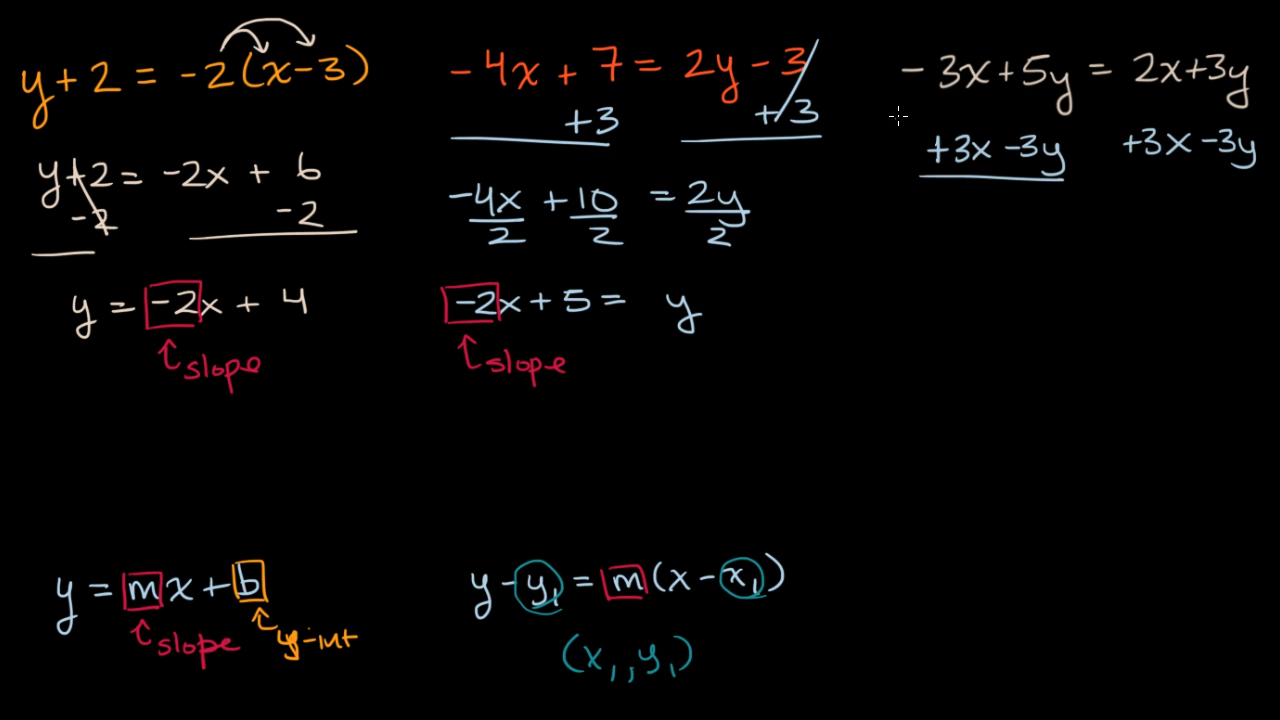 y + 2 = -2(x - 3)
y + 2 = -2x + 6
-2 -2
y = -2x + 4
slope
-4x + 7 = 2y - 3
+3 +3
-4x + 10 = 2y
2 2 2
-2x + 5 = y
slope
-3x + 5y = 2x + 3y
+3x - 3y +3x - 3y
y = mx + b
slope y-int
y - y₁ = m(x - x₁)
(x₁, y₁)